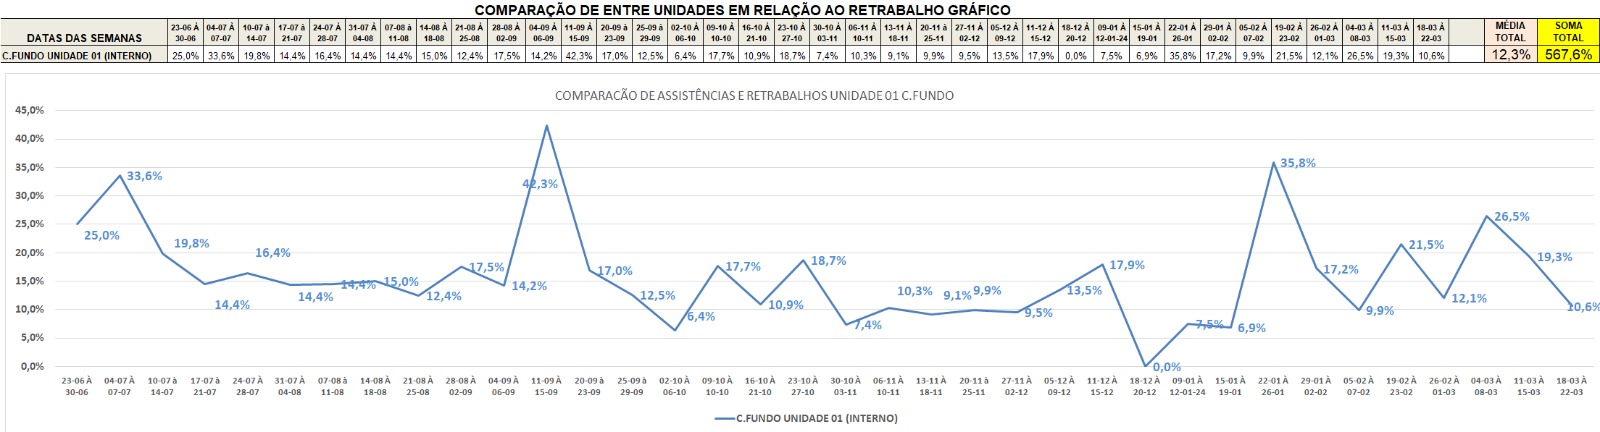 COMPARAÇÃO DE ENTRE UNIDADES EM RELAÇÃO AO RETRABALHO GRÁFICO
DATAS DAS SEMANAS 23-06 À 30-06 04-07 À 07-07 10-07 à 14-07 17-07 à 21-07 24-07 À 28-07 31-07 À 04-08 07-08 à 11-08 14-08 À 18-08 21-08 À 25-08 28-08 À 02-09 04-09 À 06-09 11-09 À 15-09 20-09 à 23-09 25-09 à 29-09 02-10 À 06-10 09-10 À 10-10 16-10 À 21-10 23-10 À 27-10 30-10 À 03-11 06-11 À 10-11 13-11 À 18-11 20-11 à 25-11 27-11 À 02-12 05-12 À 09-12 11-12 À 15-12 18-12 À 20-12 09-01 À 12-01-24 15-01 À 19-01 22-01 À 26-01 29-01 À 02-02 05-02 À 07-02 19-02 À 23-02 26-02 À 01-03 04-03 À 08-03 11-03 À 15-03 18-03 À 22-03 MÉDIA TOTAL SOMA TOTAL
C.FUNDO UNIDADE 01 (INTERNO) 25,0% 33,6% 19,8% 14,4% 16,4% 14,4% 14,4% 15,0% 12,4% 17,5% 14,2% 42,3% 17,0% 12,5% 6,4% 17,7% 10,9% 18,7% 7,4% 10,3% 9,1% 9,9% 9,5% 13,5% 17,9% 0,0% 7,5% 6,9% 35,8% 17,2% 9,9% 21,5% 12,1% 26,5% 19,3% 10,6% 12,3% 567,6%
COMPARAÇÃO DE ASSISTÊNCIAS E RETRABALHOS UNIDADE 01 C.FUNDO
45,0%
40,0%
35,0%
30,0%
25,0%
20,0%
15,0%
10,0%
5,0%
0,0%
25,0% 33,6% 19,8% 14,4% 16,4% 14,4% 14,4% 15,0% 12,4% 17,5% 14,2% 42,3% 17,0% 12,5% 6,4% 17,7% 10,9% 18,7% 7,4% 10,3% 9,1% 9,9% 9,5% 13,5% 17,9% 0,0% 7,5% 6,9% 35,8% 17,2% 9,9% 21,5% 12,1% 26,5% 19,3% 10,6%
23-06 À 04-07 À 10-07 à 17-07 à 24-07 À 31-07 À 07-08 à 14-08 À 21-08 À 28-08 À 04-09 À 11-09 À 20-09 à 25-09 à 02-10 À 09-10 À 16-10 À 23-10 À 30-10 À 06-11 À 13-11 À 20-11 à 27-11 À 05-12 À 11-12 À 18-12 À 09-01 À 15-01 À 22-01 À 29-01 À 05-02 À 19-02 À 26-02 À 04-03 À 11-03 À 18-03 À
30-06 07-07 14-07 21-07 28-07 04-08 11-08 18-08 25-08 02-09 06-09 15-09 23-09 29-09 06-10 10-10 21-10 27-10 03-11 10-11 18-11 25-11 02-12 09-12 15-12 20-12 12-01-24 19-01 26-01 02-02 07-02 23-02 01-03 08-03 15-03 22-03
C.FUNDO UNIDADE 01 (INTERNO)